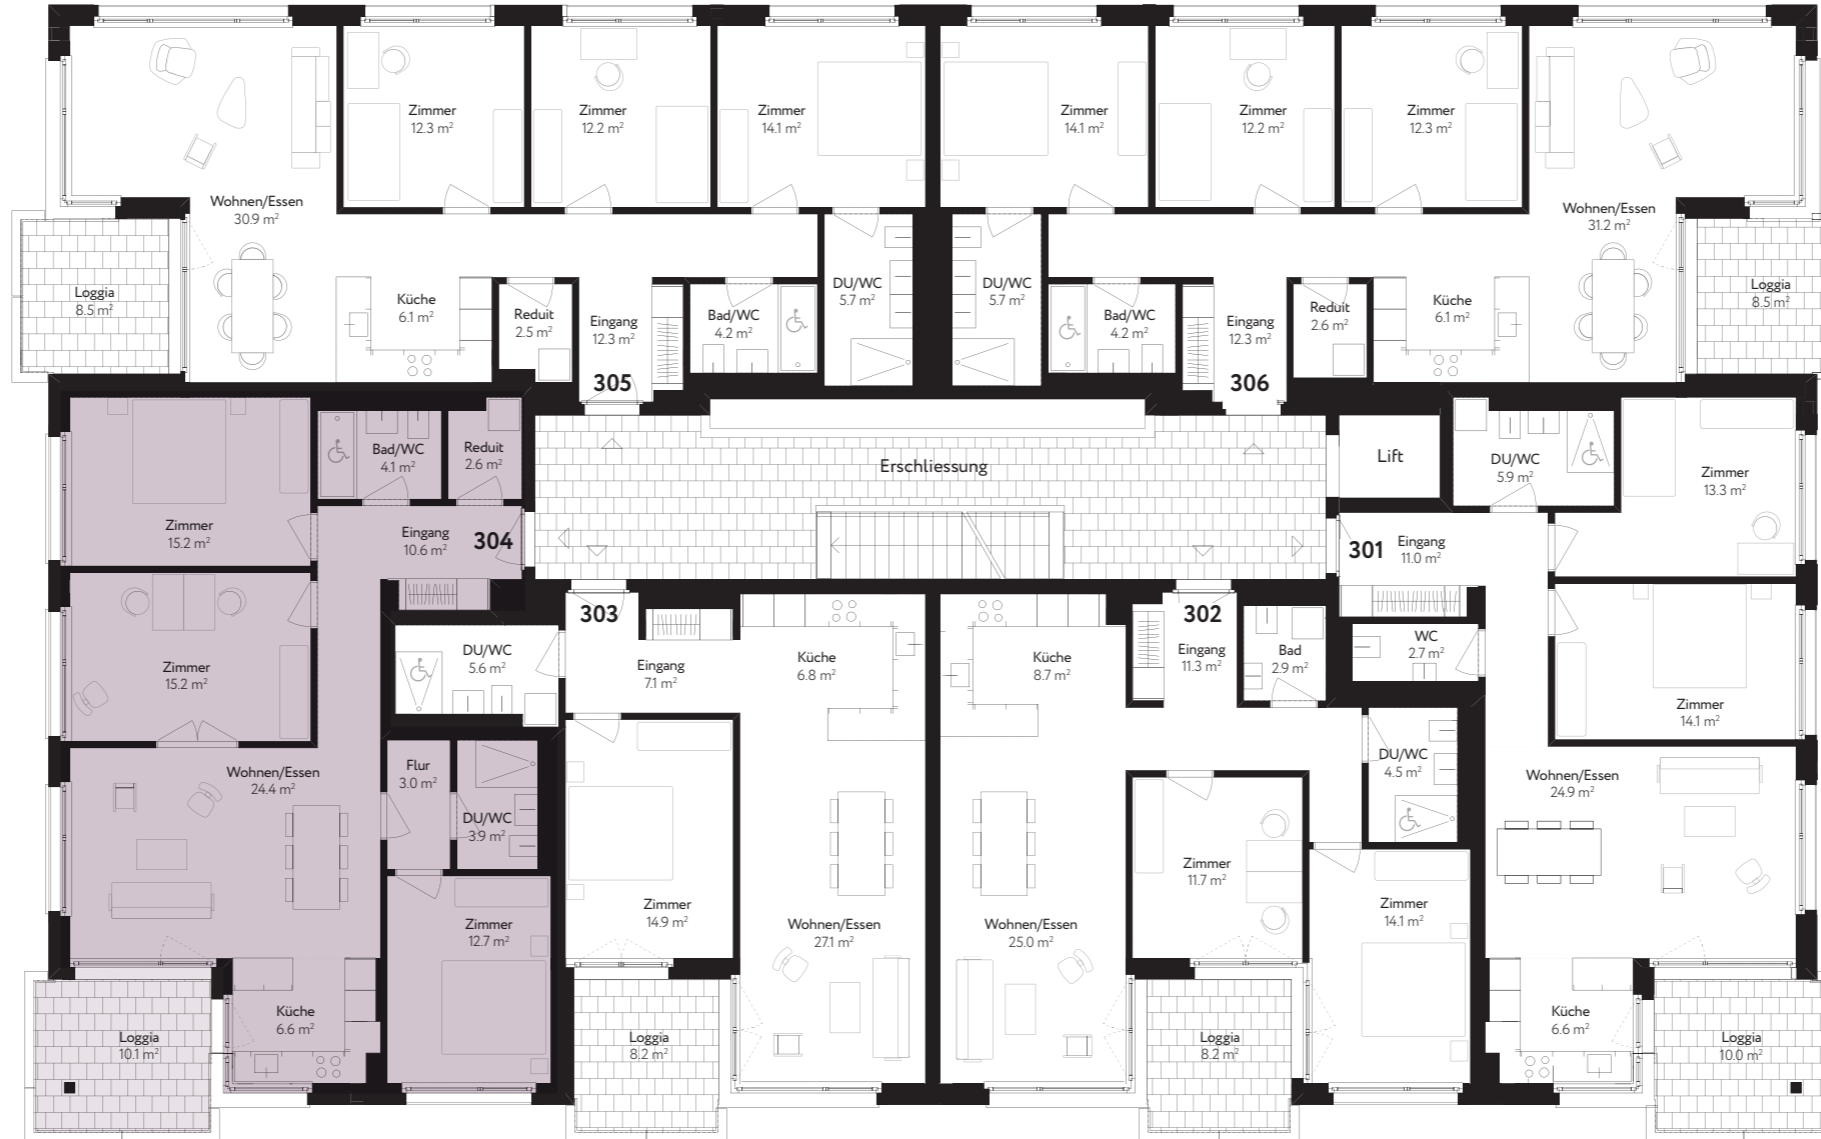 Zimmer
12.3 m²
Zimmer
12.2 m²
Zimmer
14.1 m²
Zimmer
14.1 m²
Zimmer
12.2 m²
Zimmer
12.3 m²
Wohnen/Essen
30.9 m²
Wohnen/Essen
31.2 m²
Loggia
8.5 m²
Küche
6.1 m²
Reduit
2.5 m²
Eingang
12.3 m²
305
Bad/WC
4.2 m²
DU/WC
5.7 m²
DU/WC
5.7 m²
Bad/WC
4.2 m²
Eingang
12.3 m²
306
Reduit
2.6 m²
Küche
6.1 m²
Loggia
8.5 m²
Zimmer
15.2 m²
Bad/WC
4.1 m²
Reduit
2.6 m²
Eingang
10.6 m²
304
Erschliessung
Lift
DU/WC
5.9 m²
Zimmer
13.3 m²
301
Eingang
11.0 m²
Zimmer
15.2 m²
DU/WC
5.6 m²
303
Eingang
7.1 m²
Küche
6.8 m²
Küche
8.7 m²
302
Eingang
11.3 m²
Bad
2.9 m²
WC
2.7 m²
Zimmer
14.1 m²
Wohnen/Essen
24.4 m²
Flur
3.0 m²
DU/WC
3.9 m²
DU/WC
4.5 m²
Wohnen/Essen
24.9 m²
Zimmer
12.7 m²
Zimmer
14.9 m²
Wohnen/Essen
27.1 m²
Wohnen/Essen
25.0 m²
Zimmer
11.7 m²
Zimmer
14.1 m²
Loggia
10.1 m²
Küche
6.6 m²
Loggia
8.2 m²
Loggia
8.2 m²
Küche
6.6 m²
Loggia
10.0 m²